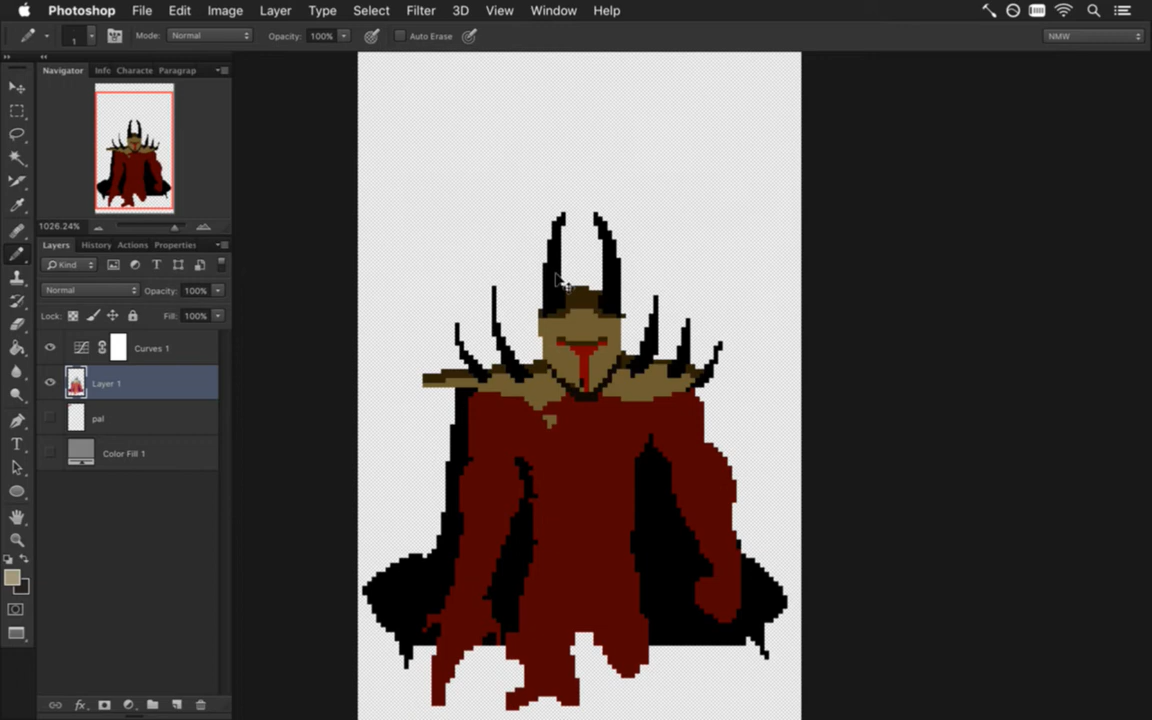 Photoshop File Edit Image Layer Type Select Filter 3D View Window Help
1 Mode: Normal Opacity: 100% Auto Erase NMW
Navigator Info Characte Paragrap
1026.24%
Layers History Actions Properties
Kind
Normal Opacity: 100%
Lock: Fill: 100%
Curves 1
Layer 1
pal
Color Fill 1